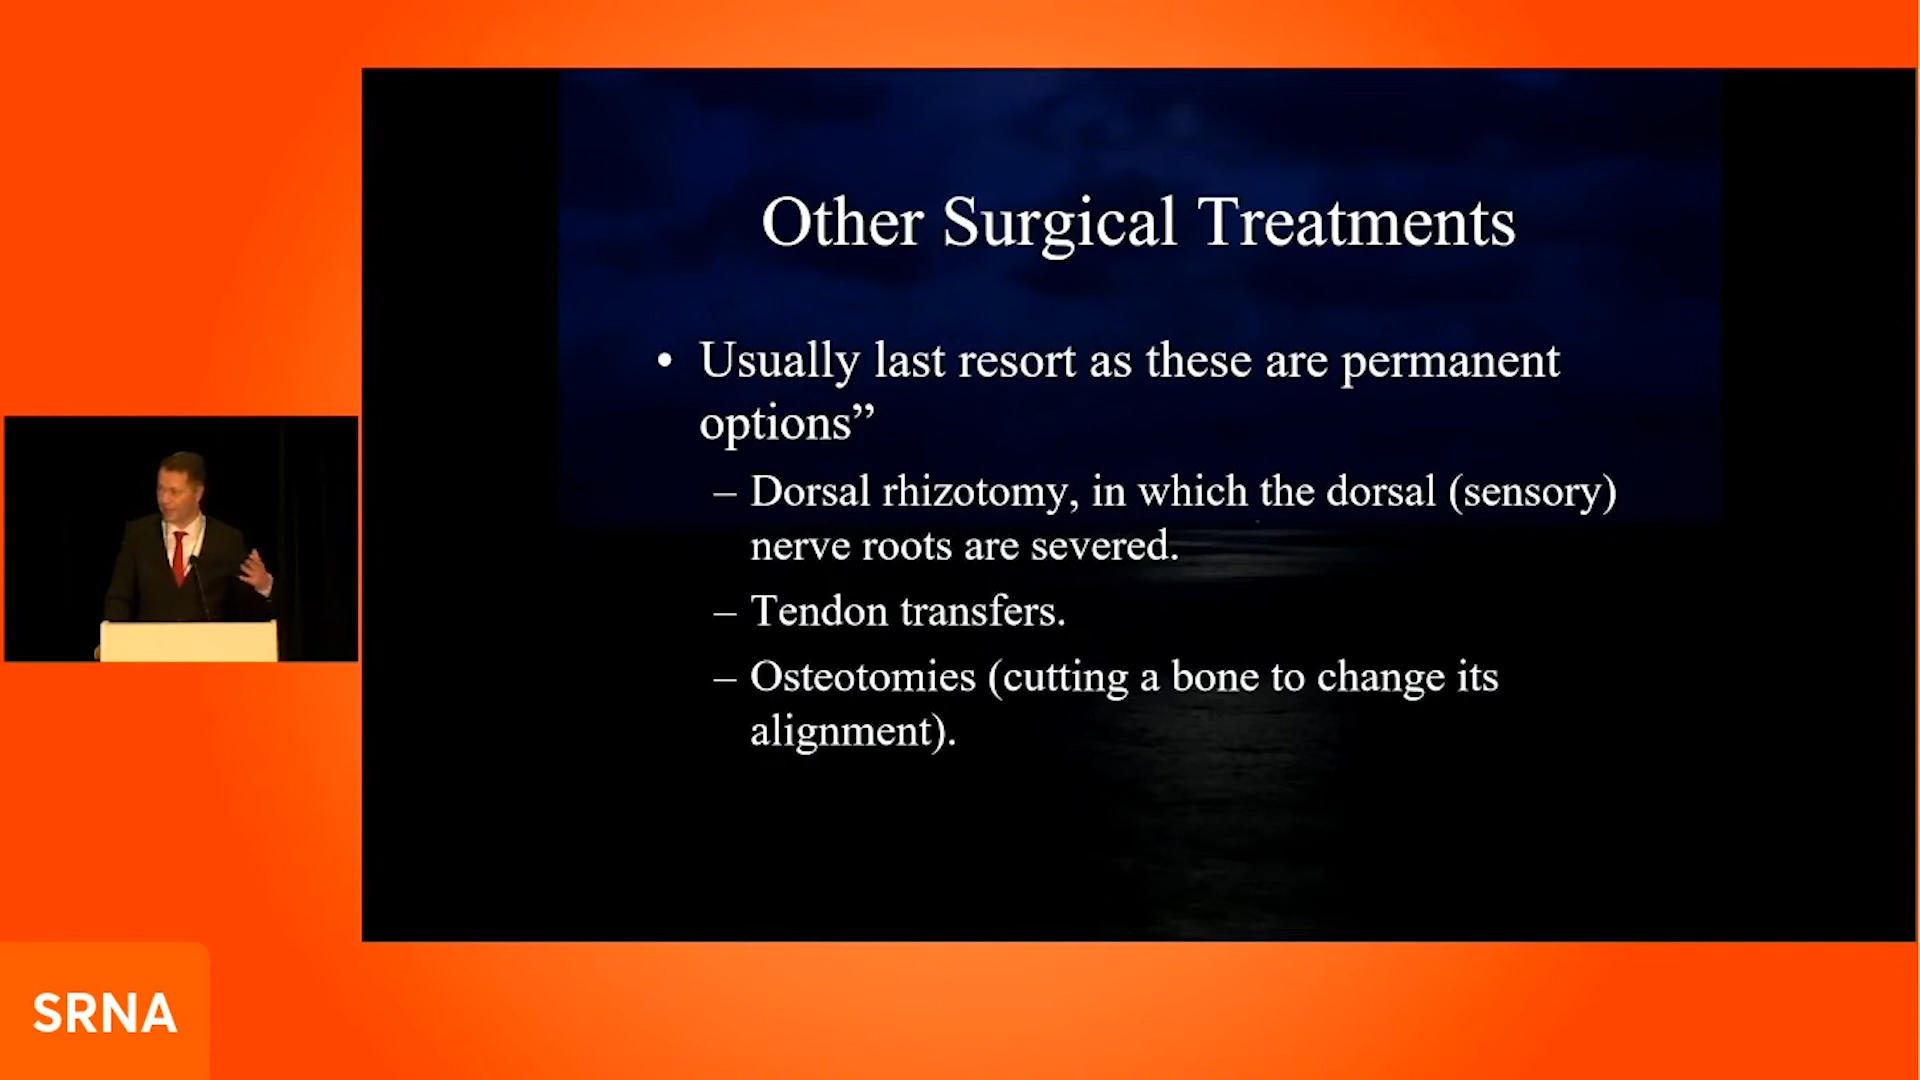 Other Surgical Treatments
• Usually last resort as these are permanent
options”
– Dorsal rhizotomy, in which the dorsal (sensory)
nerve roots are severed.
– Tendon transfers.
– Osteotomies (cutting a bone to change its
alignment).
SRNA